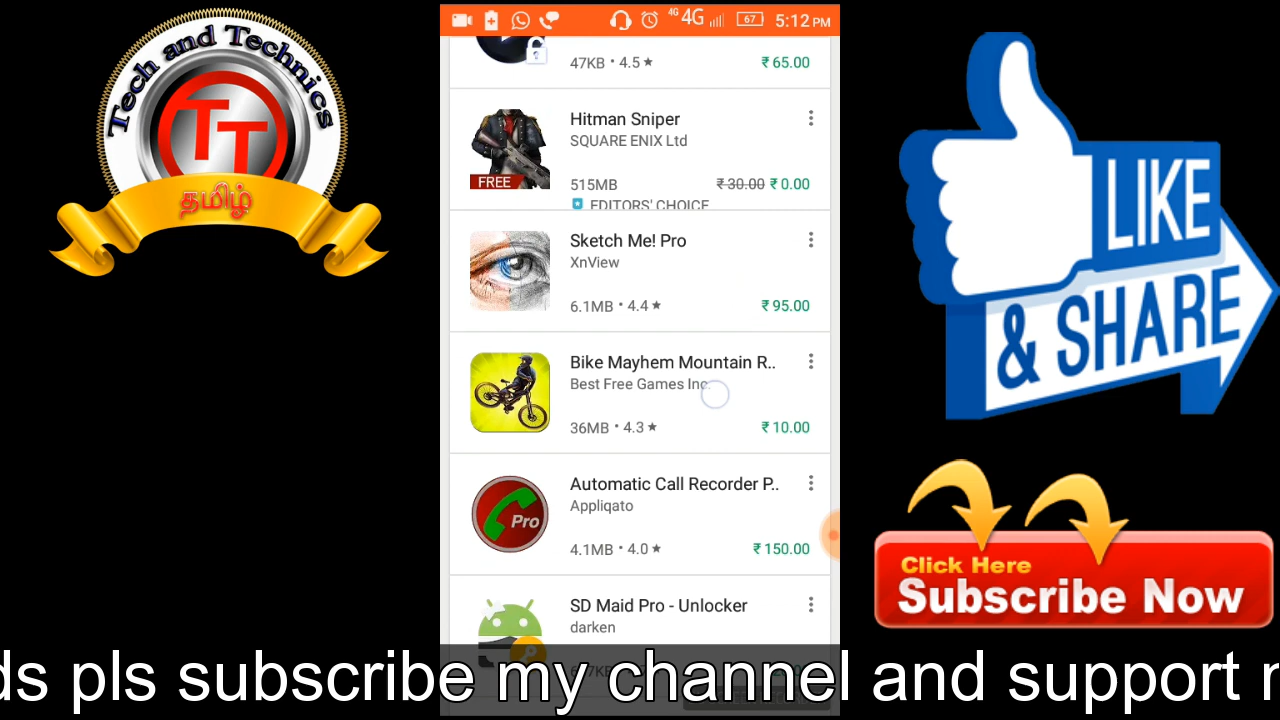 Tech and Technics
TT
தமிழ்
4G 4G 67 5:12 PM
47KB • 4.5 ★ ₹ 65.00
Hitman Sniper
SQUARE ENIX Ltd
FREE
515MB ₹ 30.00 ₹ 0.00
EDITORS' CHOICE
Sketch Me! Pro
XnView
6.1MB • 4.4 ★ ₹ 95.00
Bike Mayhem Mountain R..
Best Free Games Inc.
36MB • 4.3 ★ ₹ 10.00
Automatic Call Recorder P..
Appliqato
Pro
4.1MB • 4.0 ★ ₹ 150.00
SD Maid Pro - Unlocker
darken
LIKE
& SHARE
Click Here
Subscribe Now
ds pls subscribe my channel and support